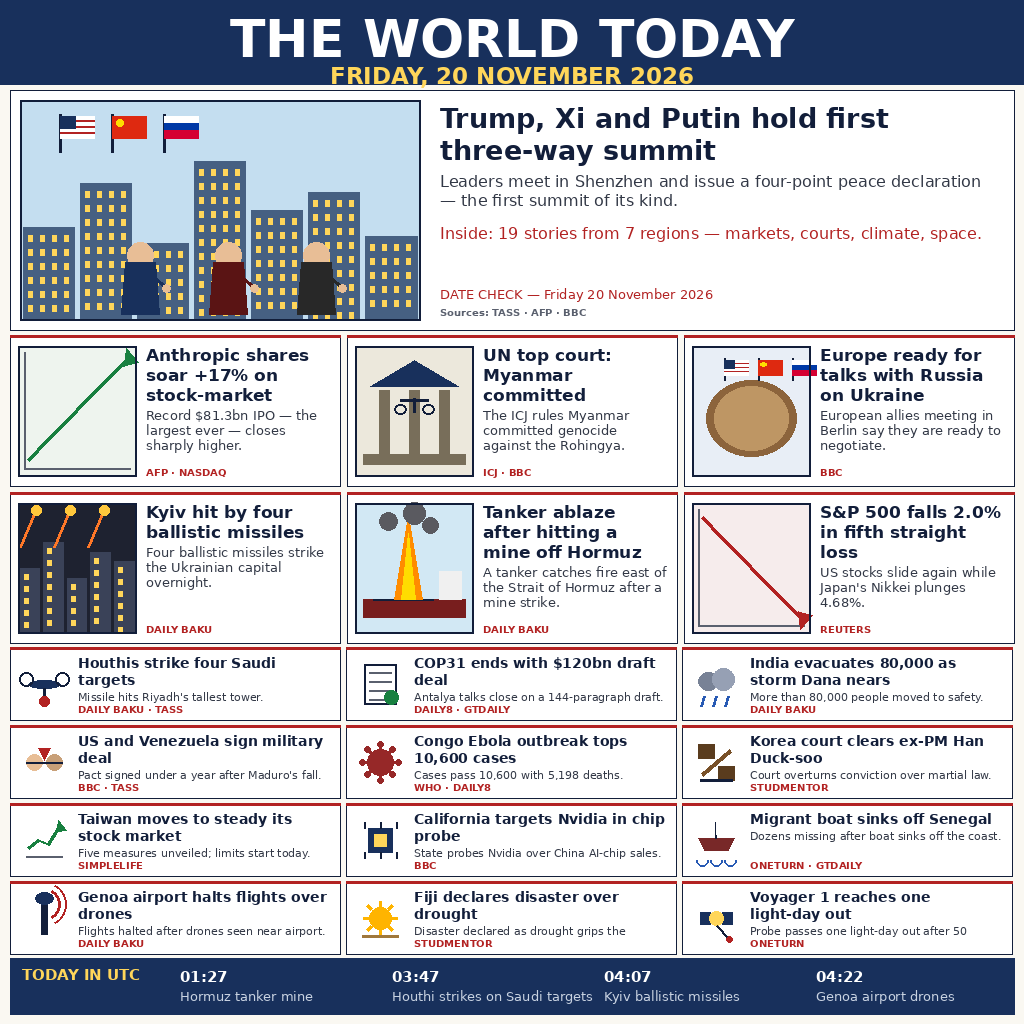 THE WORLD TODAY
FRIDAY, 20 NOVEMBER 2026
Trump, Xi and Putin hold first
three-way summit
Leaders meet in Shenzhen and issue a four-point peace declaration
— the first summit of its kind.
Inside: 19 stories from 7 regions — markets, courts, climate, space.
DATE CHECK — Friday 20 November 2026
Sources: TASS · AFP · BBC
Anthropic shares
soar +17% on
stock-market
Record $81.3bn IPO — the
largest ever — closes
sharply higher.
AFP · NASDAQ
UN top court:
Myanmar
committed
The ICJ rules Myanmar
committed genocide
against the Rohingya.
ICJ · BBC
Europe ready for
talks with Russia
on Ukraine
European allies meeting in
Berlin say they are ready to
negotiate.
BBC
Kyiv hit by four
ballistic missiles
Four ballistic missiles strike
the Ukrainian capital
overnight.
DAILY BAKU
Tanker ablaze
after hitting a
mine off Hormuz
A tanker catches fire east of
the Strait of Hormuz after a
mine strike.
DAILY BAKU
S&P 500 falls 2.0%
in fifth straight
loss
US stocks slide again while
Japan's Nikkei plunges
4.68%.
REUTERS
Houthis strike four Saudi
targets
Missile hits Riyadh's tallest tower.
DAILY BAKU · TASS
COP31 ends with $120bn draft
deal
Antalya talks close on a 144-paragraph draft.
DAILY8 · GTDAILY
India evacuates 80,000 as
storm Dana nears
More than 80,000 people moved to safety.
DAILY BAKU
US and Venezuela sign military
deal
Pact signed under a year after Maduro's fall.
BBC · TASS
Congo Ebola outbreak tops
10,600 cases
Cases pass 10,600 with 5,198 deaths.
WHO · DAILY8
Korea court clears ex-PM Han
Duck-soo
Court overturns conviction over martial law.
STUDMENTOR
Taiwan moves to steady its
stock market
Five measures unveiled; limits start today.
SIMPLELIFE
California targets Nvidia in chip
probe
State probes Nvidia over China AI-chip sales.
BBC
Migrant boat sinks off Senegal
Dozens missing after boat sinks off the coast.
ONETURN · GTDAILY
Genoa airport halts flights over
drones
Flights halted after drones seen near airport.
DAILY BAKU
Fiji declares disaster over
drought
Disaster declared as drought grips the
STUDMENTOR
Voyager 1 reaches one
light-day out
Probe passes one light-day out after 50
ONETURN
TODAY IN UTC
01:27
Hormuz tanker mine
03:47
Houthi strikes on Saudi targets
04:07
Kyiv ballistic missiles
04:22
Genoa airport drones